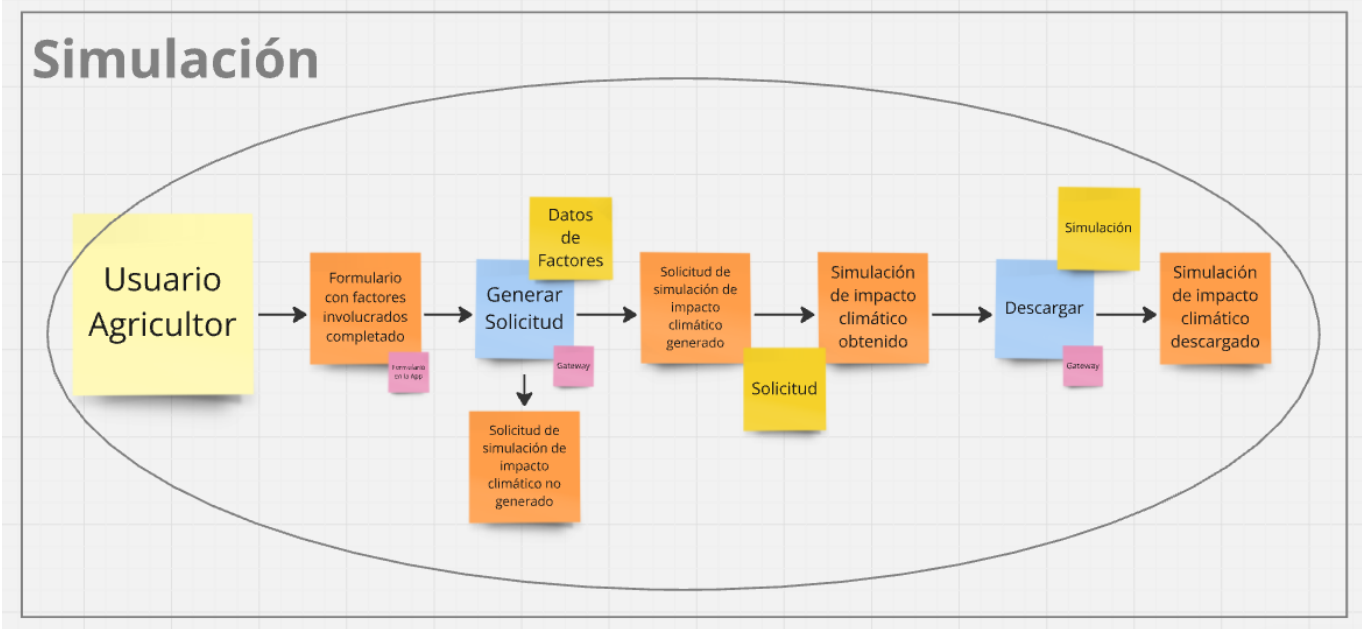 Simulación
Usuario
Agricultor
Formulario
con factores
involucrados
completado
Formulario
en la App
Datos
de
Factores
Generar
Solicitud
Gateway
Solicitud de
simulación de
impacto
climático no
generado
Solicitud de
simulación de
impacto
climático
generado
Solicitud
Simulación
de impacto
climático
obtenido
Simulación
Descargar
Gateway
Simulación
de impacto
climático
descargado